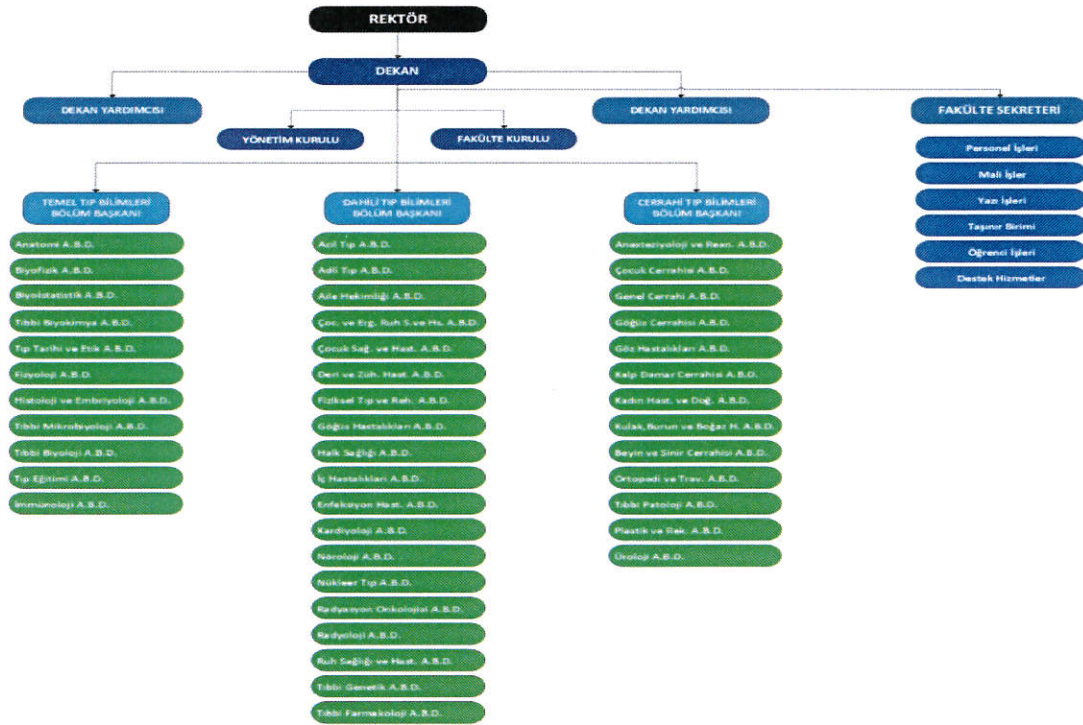 REKTÖR
DEKAN
DEKAN YARDIMCISI
DEKAN YARDIMCISI
FAKÜLTE SEKRETERİ
YÖNETİM KURULU
FAKÜLTE KURULU
Personel İşleri
Mali İşler
Yazı İşleri
Taşınır Birimi
Öğrenci İşleri
Destek Hizmetler
TEMEL TIP BİLİMLERİ
BÖLÜM BAŞKANI
Anatomi A.B.D.
Biyofizik A.B.D.
Biyoistatistik A.B.D.
Tıbbi Biyokimya A.B.D.
Tıp Tarihi ve Etik A.B.D.
Fizyoloji A.B.D.
Histoloji ve Embriyoloji A.B.D.
Tıbbi Mikrobiyoloji A.B.D.
Tıbbi Biyoloji A.B.D.
Tıp Eğitimi A.B.D.
İmmünoloji A.B.D.
DAHİLİ TIP BİLİMLERİ
BÖLÜM BAŞKANI
Acil Tıp A.B.D.
Adli Tıp A.B.D.
Aile Hekimliği A.B.D.
Çoc. ve Erg. Ruh S.ve Hs. A.B.D.
Çocuk Sağ. ve Hast. A.B.D.
Deri ve Züh. Hast. A.B.D.
Fiziksel Tıp ve Reh. A.B.D.
Göğüs Hastalıkları A.B.D.
Halk Sağlığı A.B.D.
İç Hastalıkları A.B.D.
Enfeksiyon Hast. A.B.D.
Kardiyoloji A.B.D.
Nöroloji A.B.D.
Nükleer Tıp A.B.D.
Radyasyon Onkolojisi A.B.D.
Radyoloji A.B.D.
Ruh Sağlığı ve Hast. A.B.D.
Tıbbi Genetik A.B.D.
Tıbbi Farmakoloji A.B.D.
CERRAHİ TIP BİLİMLERİ
BÖLÜM BAŞKANI
Anesteziyoloji ve Rean. A.B.D.
Çocuk Cerrahisi A.B.D.
Genel Cerrahi A.B.D.
Göğüs Cerrahisi A.B.D.
Göz Hastalıkları A.B.D.
Kalp Damar Cerrahisi A.B.D.
Kadın Hast. ve Doğ. A.B.D.
Kulak,Burun ve Boğaz H. A.B.D.
Beyin ve Sinir Cerrahisi A.B.D.
Ortopedi ve Trav. A.B.D.
Tıbbi Patoloji A.B.D.
Plastik ve Rek. A.B.D.
Üroloji A.B.D.